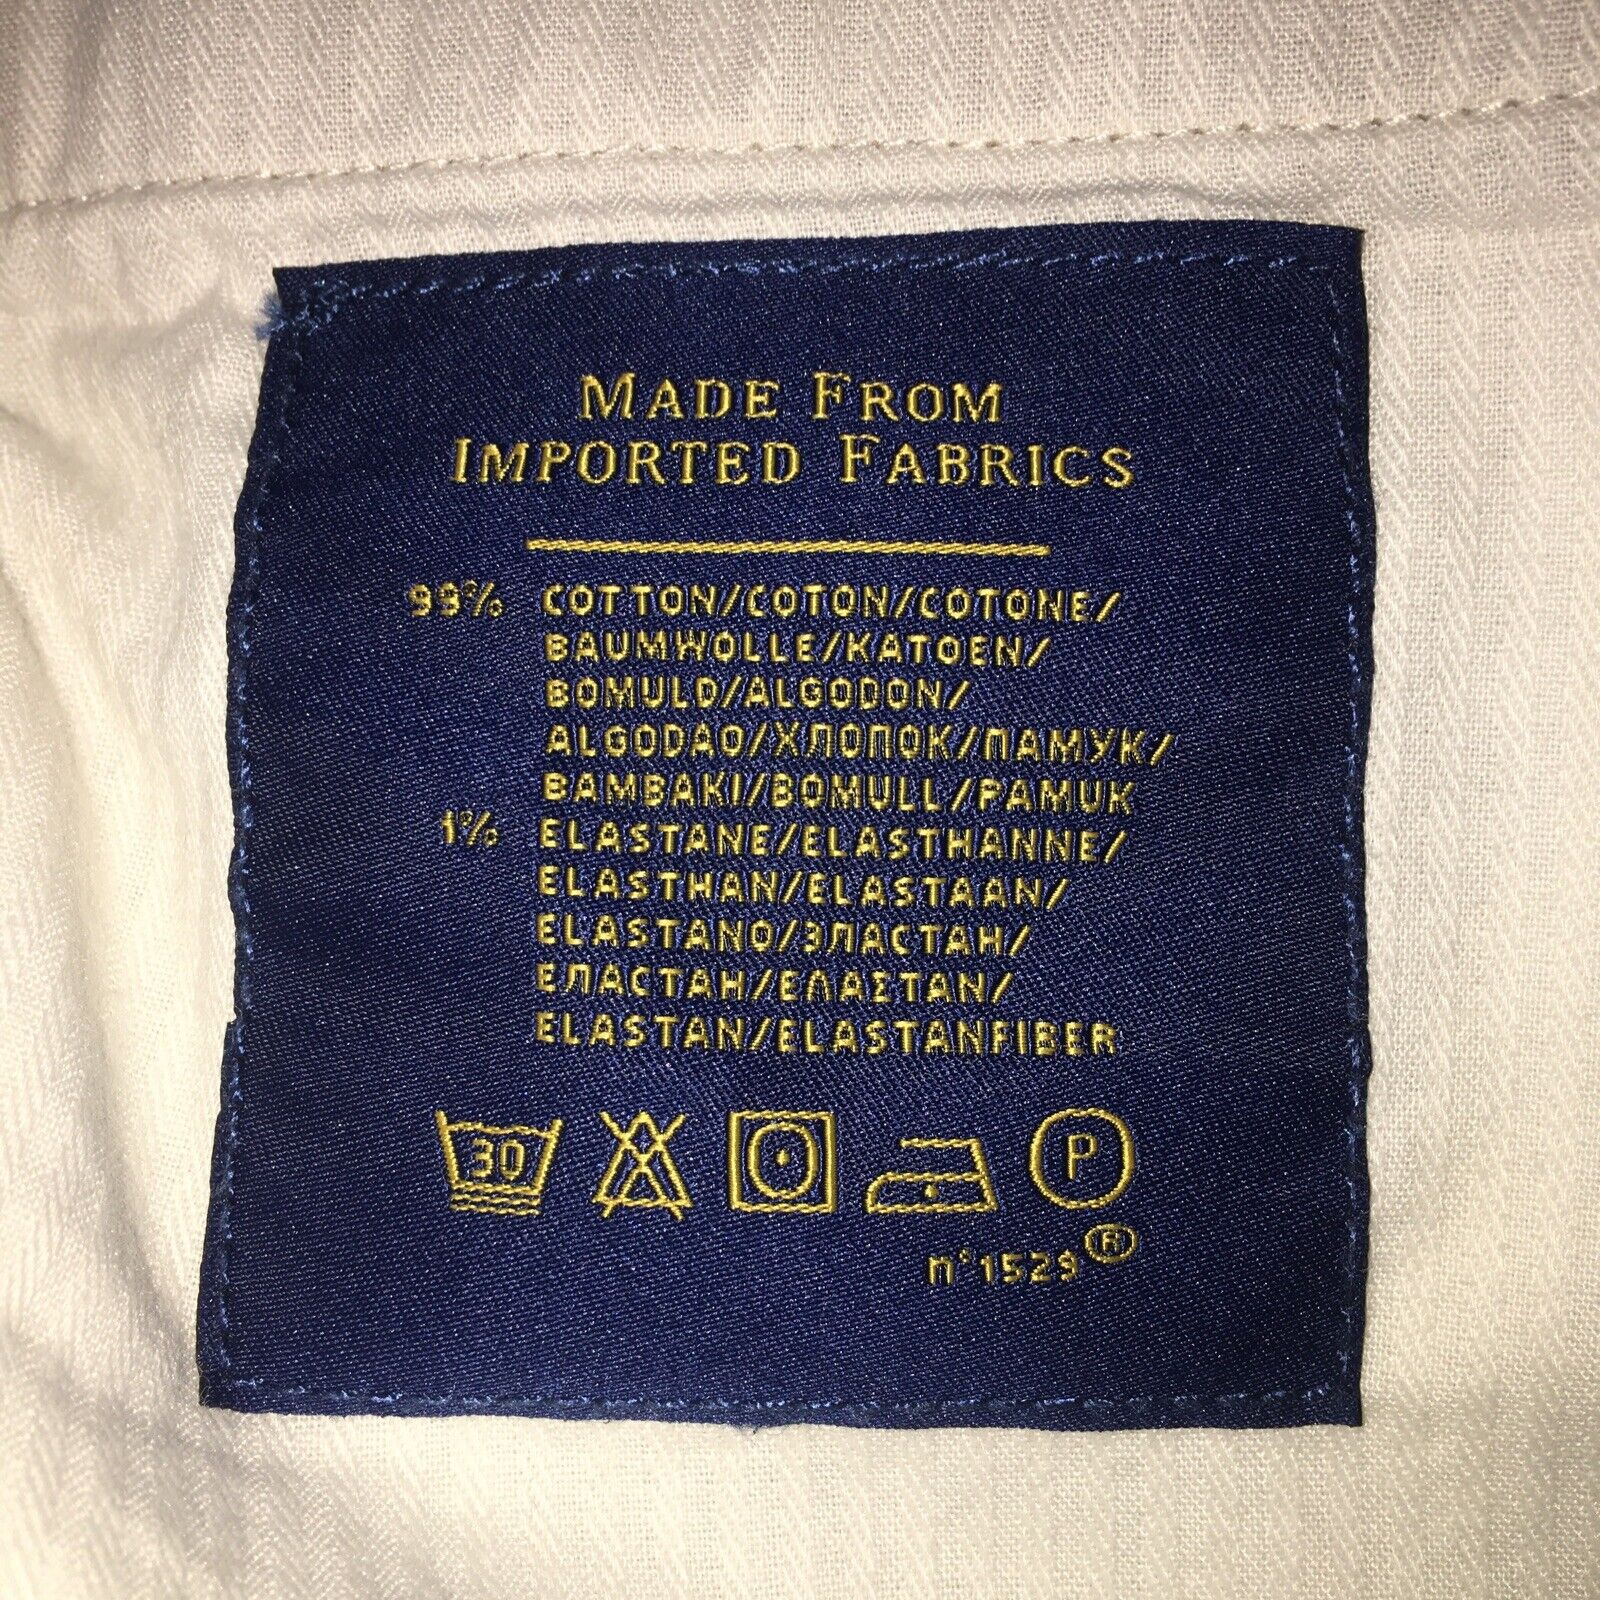 MADE FROM
IMPORTED FABRICS
99% COTTON/COTON/COTONE/
BAUMWOLLE/KATOEN/
BOMULD/ALGODON/
ALGODAO/ХЛОПОК/ПАМУК/
BAMBAKI/BOMULL/PAMUK
1% ELASTANE/ELASTHANNE/
ELASTHAN/ELASTAAN/
ELASTANO/ЭЛАСТАН/
ЕЛАСТАН/ΕΛΑΣΤΑΝ/
ELASTAN/ELASTANFIBER
30
P
n°1529®